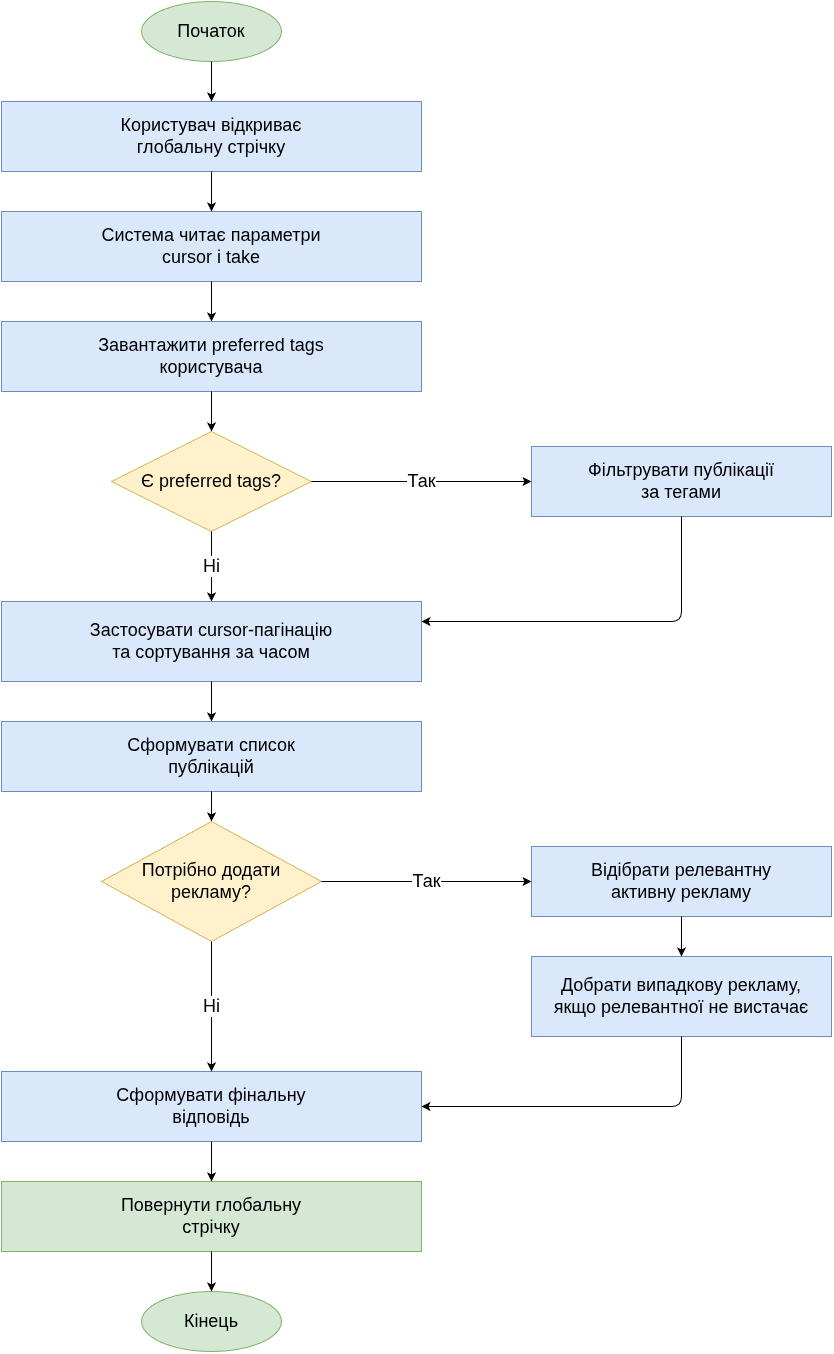 Початок
Користувач відкриває
глобальну стрічку
Система читає параметри
cursor і take
Завантажити preferred tags
користувача
Є preferred tags?
Так
Фільтрувати публікації
за тегами
Ні
Застосувати cursor-пагінацію
та сортування за часом
Сформувати список
публікацій
Потрібно додати
рекламу?
Так
Відібрати релевантну
активну рекламу
Добрати випадкову рекламу,
якщо релевантної не вистачає
Ні
Сформувати фінальну
відповідь
Повернути глобальну
стрічку
Кінець